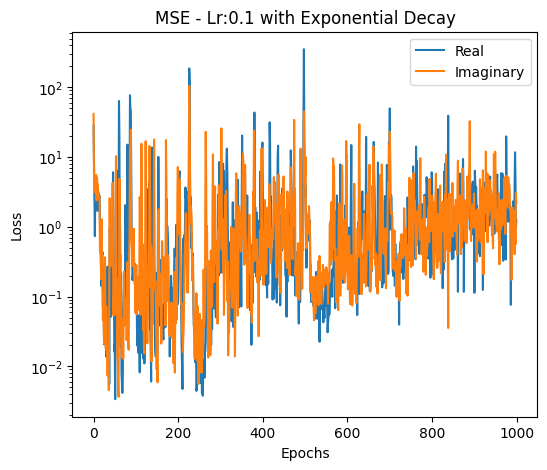 MSE - Lr:0.1 with Exponential Decay
Real
Imaginary
Loss
10²
10¹
10⁰
10⁻¹
10⁻²
0 200 400 600 800 1000
Epochs